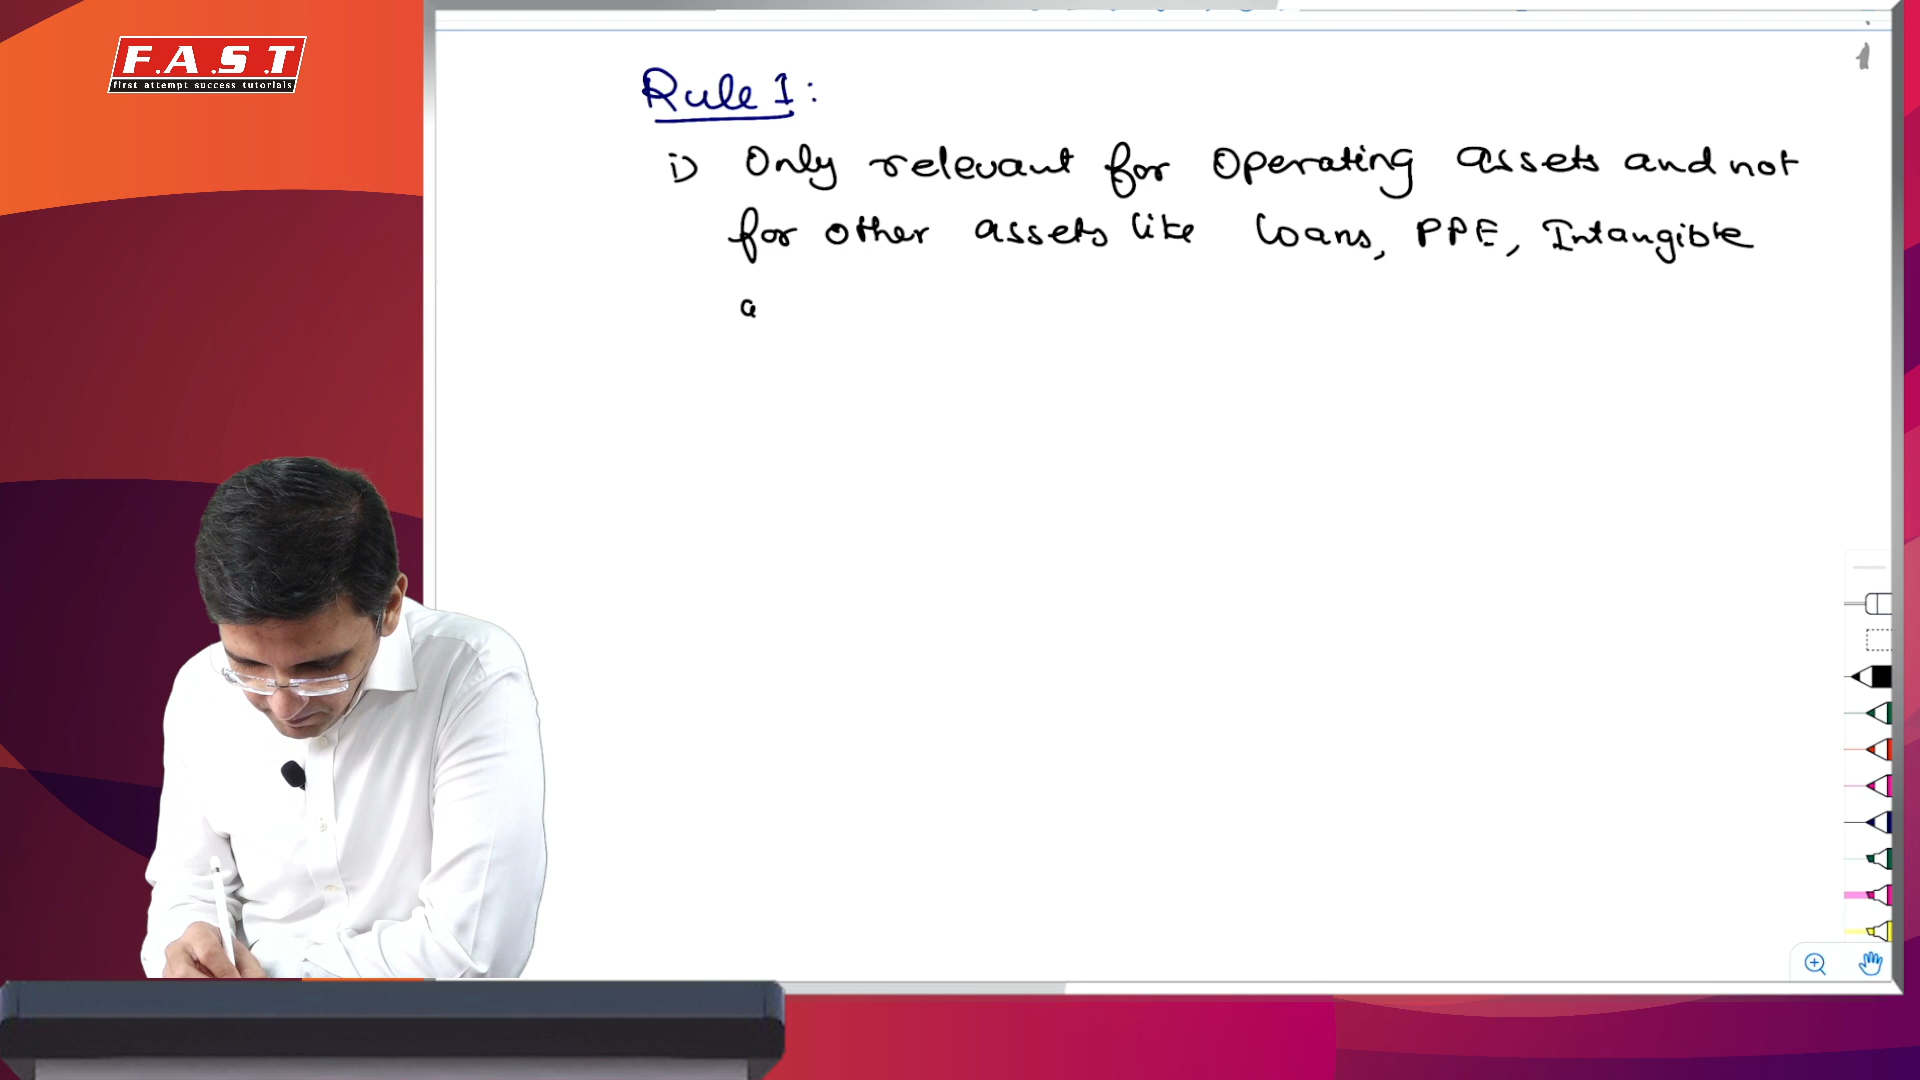 F.A.S.T
first attempt success tutorials
1
Rule 1:
i) Only relevant for Operating assets and not
for other assets like loans, PPE, Intangible
a